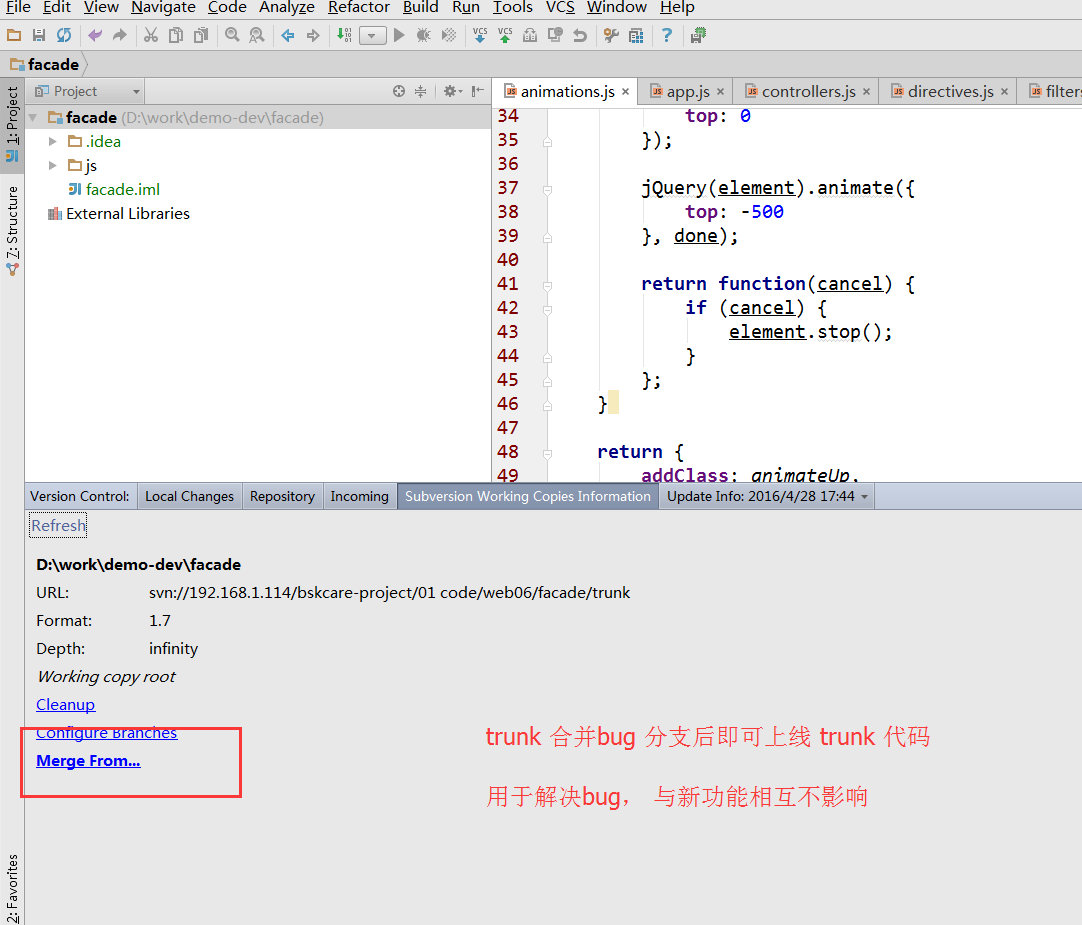 File Edit View Navigate Code Analyze Refactor Build Run Tools VCS Window Help
facade
1: Project
Z: Structure
2: Favorites
Project
facade (D:\work\demo-dev\facade)
.idea
js
facade.iml
External Libraries
animations.js app.js controllers.js directives.js filters
34 top: 0
35 });
36
37 jQuery(element).animate({
38 top: -500
39 }, done);
40
41 return function(cancel) {
42 if (cancel) {
43 element.stop();
44 }
45 };
46 }
47
48 return {
49 addClass: animateUp,
Version Control: Local Changes Repository Incoming Subversion Working Copies Information Update Info: 2016/4/28 17:44
Refresh
D:\work\demo-dev\facade
URL: svn://192.168.1.114/bskcare-project/01 code/web06/facade/trunk
Format: 1.7
Depth: infinity
Working copy root
Cleanup
Configure Branches
Merge From...
trunk 合并bug 分支后即可上线 trunk 代码
用于解决bug， 与新功能相互不影响